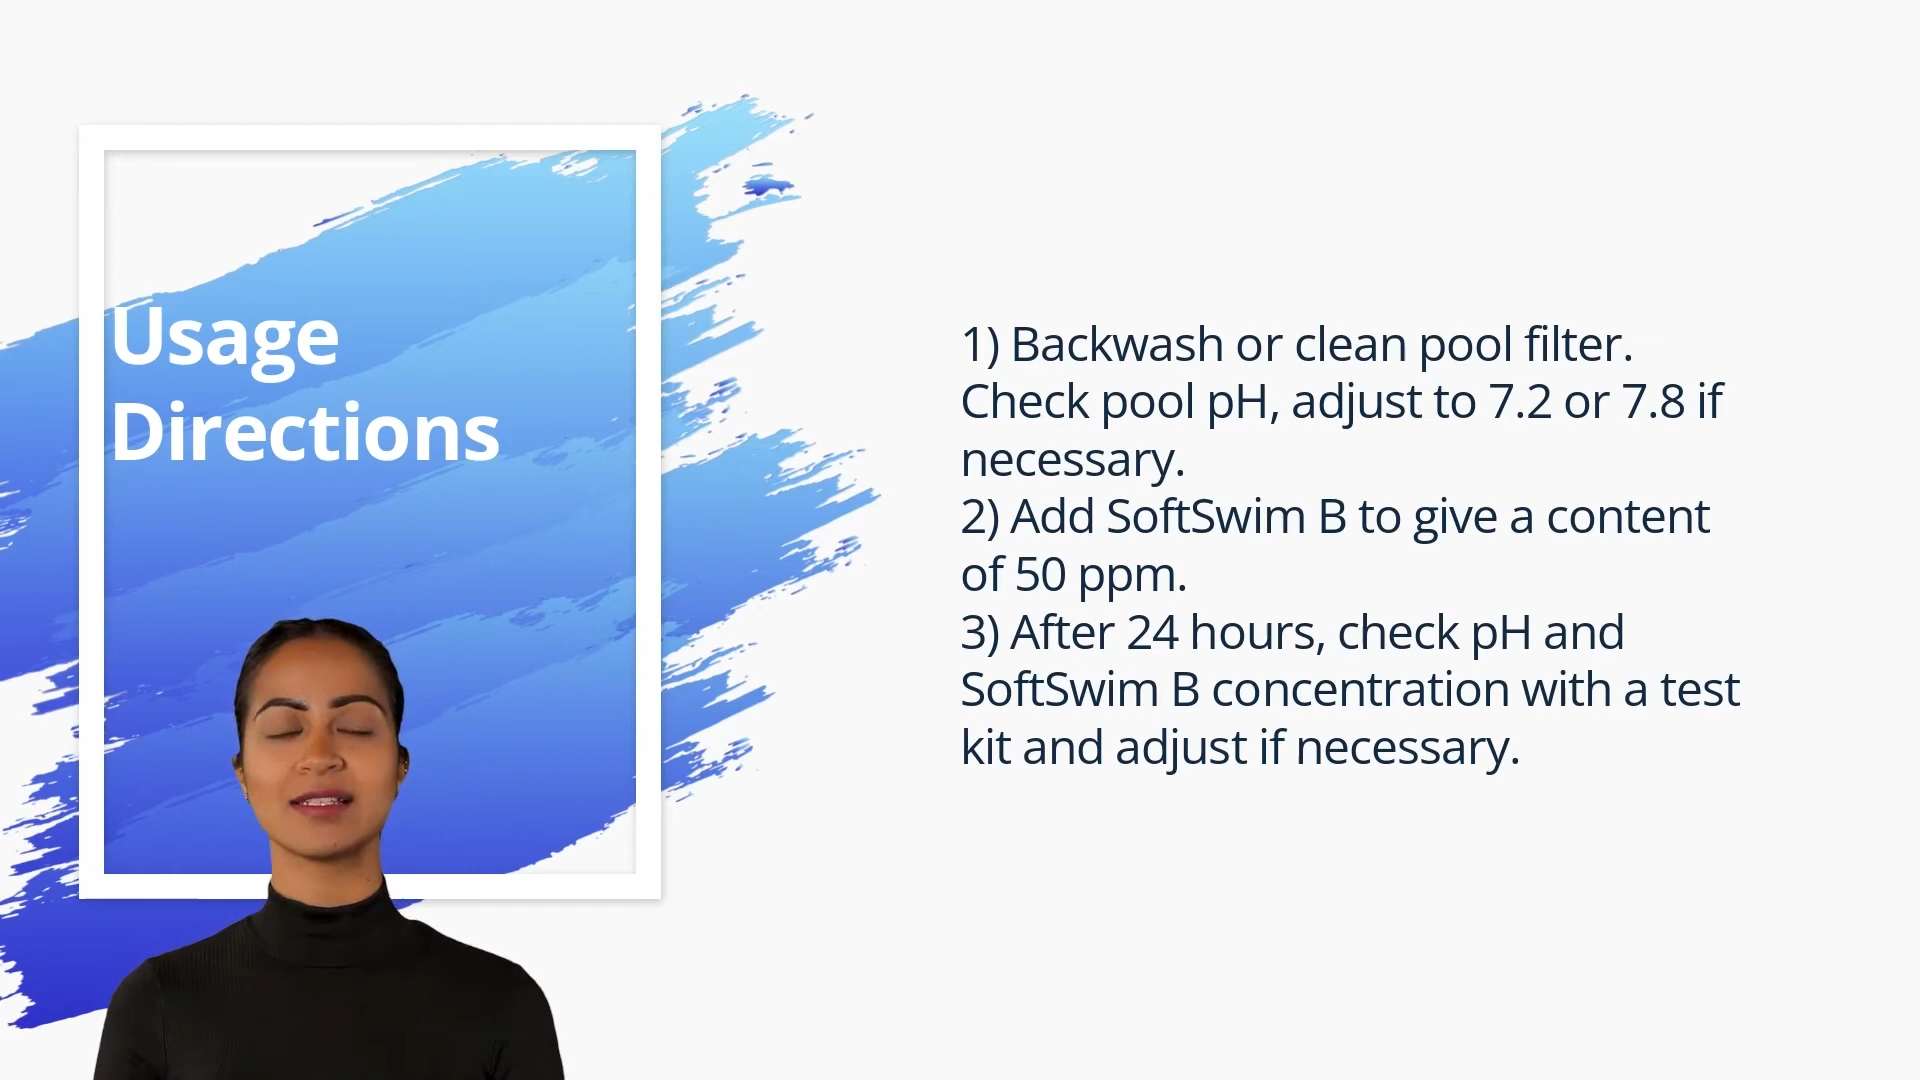 Usage
Directions
1) Backwash or clean pool filter.
Check pool pH, adjust to 7.2 or 7.8 if
necessary.
2) Add SoftSwim B to give a content
of 50 ppm.
3) After 24 hours, check pH and
SoftSwim B concentration with a test
kit and adjust if necessary.